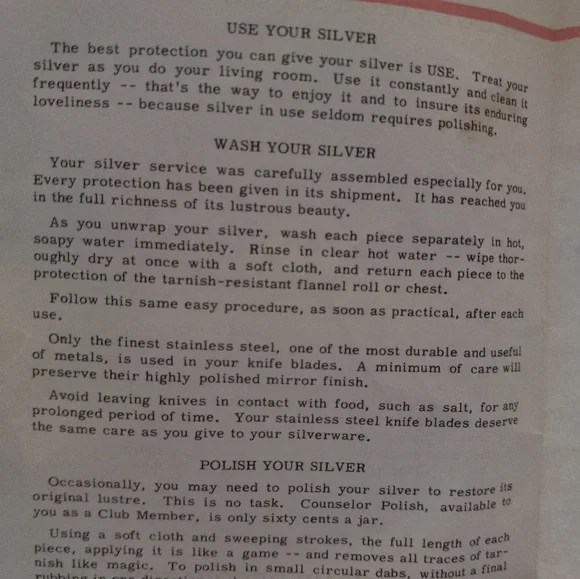 USE YOUR SILVER
The best protection you can give your silver is USE. Treat your
silver as you do your living room. Use it constantly and clean it
frequently -- that's the way to enjoy it and to insure its enduring
loveliness -- because silver in use seldom requires polishing.
WASH YOUR SILVER
Your silver service was carefully assembled especially for you.
Every protection has been given in its shipment. It has reached you
in the full richness of its lustrous beauty.
As you unwrap your silver, wash each piece separately in hot,
soapy water immediately. Rinse in clear hot water -- wipe thor-
oughly dry at once with a soft cloth, and return each piece to the
protection of the tarnish-resistant flannel roll or chest.
Follow this same easy procedure, as soon as practical, after each
use.
Only the finest stainless steel, one of the most durable and useful
of metals, is used in your knife blades. A minimum of care will
preserve their highly polished mirror finish.
Avoid leaving knives in contact with food, such as salt, for any
prolonged period of time. Your stainless steel knife blades deserve
the same care as you give to your silverware.
POLISH YOUR SILVER
Occasionally, you may need to polish your silver to restore its
original lustre. This is no task. Counselor Polish, available to
you as a Club Member, is only sixty cents a jar.
Using a soft cloth and sweeping strokes, the full length of each
piece, applying it is like a game -- and removes all traces of tar-
nish like magic. To polish in small circular dabs, without a final
rubbing in one